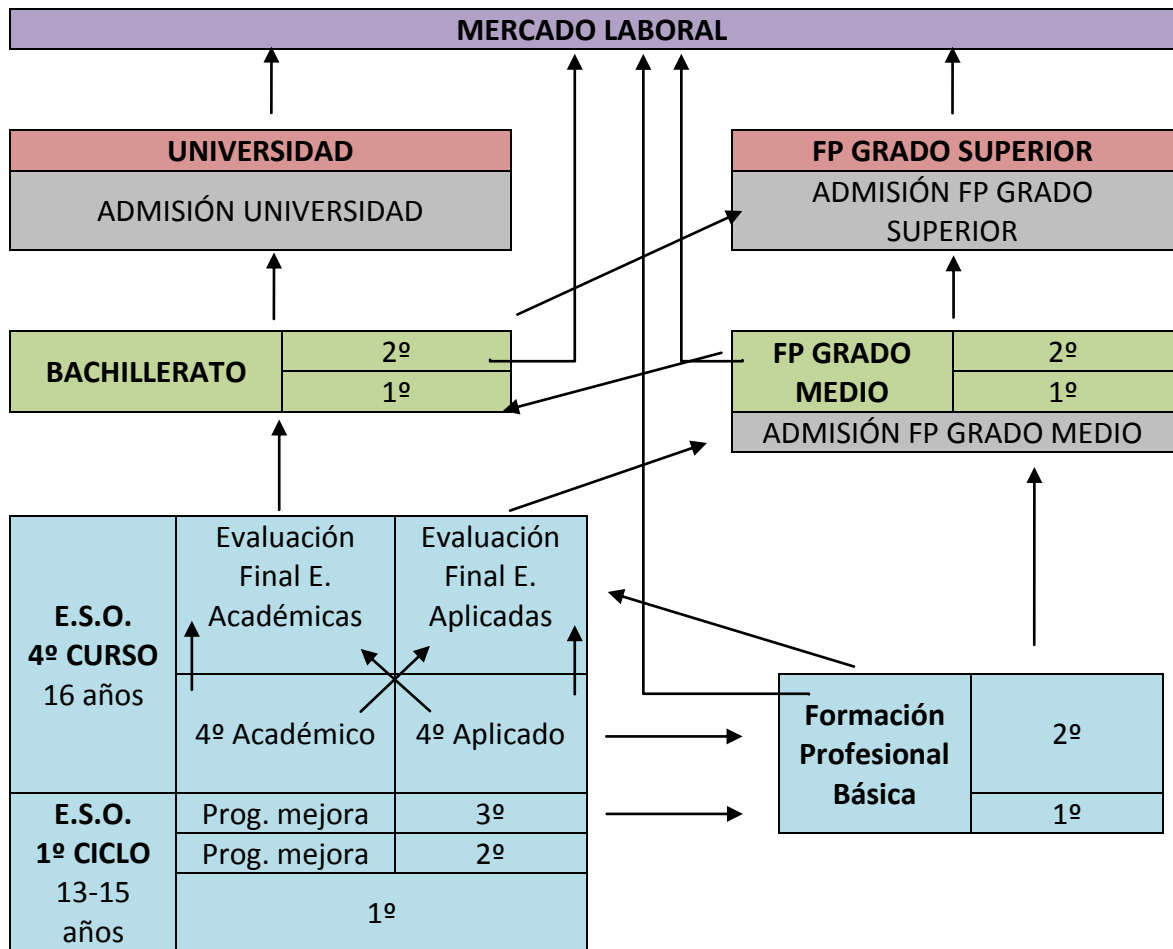 MERCADO LABORAL
UNIVERSIDAD
ADMISIÓN UNIVERSIDAD
FP GRADO SUPERIOR
ADMISIÓN FP GRADO
SUPERIOR
BACHILLERATO
2º
1º
FP GRADO
MEDIO
2º
1º
ADMISIÓN FP GRADO MEDIO
E.S.O.
4º CURSO
16 años
Evaluación
Final E.
Académicas
Evaluación
Final E.
Aplicadas
4º Académico
4º Aplicado
Formación
Profesional
Básica
2º
1º
E.S.O.
1º CICLO
13-15
años
Prog. mejora
3º
Prog. mejora
2º
1º